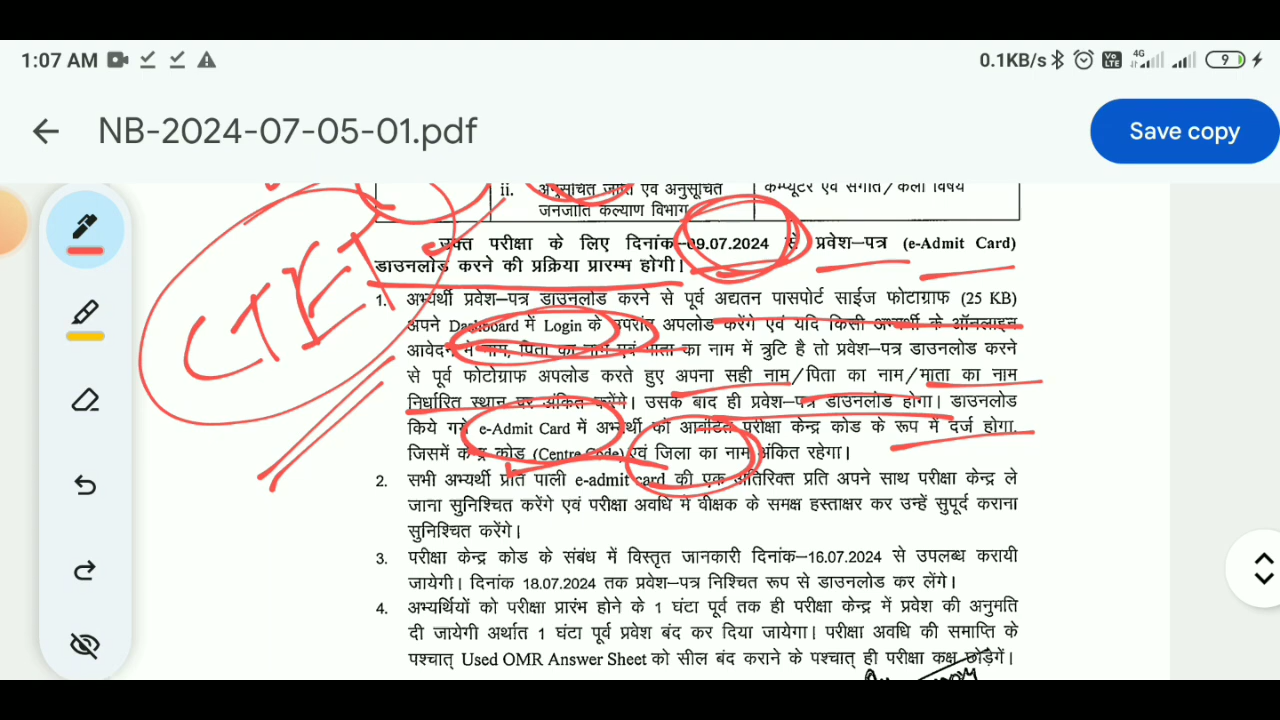 1:07 AM
0.1KB/s Vo LTE 4G 9
NB-2024-07-05-01.pdf
Save copy
ii. अनुसूचित जाति एवं अनुसूचित कम्प्यूटर एवं संगीत/कला विषय
जनजाति कल्याण विभाग
उक्त परीक्षा के लिए दिनांक–09.07.2024 से प्रवेश–पत्र (e-Admit Card)
डाउनलोड करने की प्रक्रिया प्रारम्भ होगी।
CTET
1. अभ्यर्थी प्रवेश–पत्र डाउनलोड करने से पूर्व अद्यतन पासपोर्ट साईज फोटोग्राफ (25 KB)
अपने Dashboard में Login के उपरांत अपलोड करेंगे एवं यदि किसी अभ्यर्थी के ऑनलाइन
आवेदन में नाम, पिता का नाम एवं माता का नाम में त्रुटि है तो प्रवेश–पत्र डाउनलोड करने
से पूर्व फोटोग्राफ अपलोड करते हुए अपना सही नाम/पिता का नाम/माता का नाम
निर्धारित स्थान पर अंकित करेंगे। उसके बाद ही प्रवेश–पत्र डाउनलोड होगा। डाउनलोड
किये गये e-Admit Card में अभ्यर्थी को आवंटित परीक्षा केन्द्र कोड के रूप में दर्ज होगा,
जिसमें केन्द्र कोड (Centre Code) एवं जिला का नाम अंकित रहेगा।
2. सभी अभ्यर्थी प्रति पाली e-admit card की एक अतिरिक्त प्रति अपने साथ परीक्षा केन्द्र ले
जाना सुनिश्चित करेंगे एवं परीक्षा अवधि में वीक्षक के समक्ष हस्ताक्षर कर उन्हें सुपूर्द कराना
सुनिश्चित करेंगे।
3. परीक्षा केन्द्र कोड के संबंध में विस्तृत जानकारी दिनांक–16.07.2024 से उपलब्ध करायी
जायेगी। दिनांक 18.07.2024 तक प्रवेश–पत्र निश्चित रूप से डाउनलोड कर लेंगे।
4. अभ्यर्थियों को परीक्षा प्रारंभ होने के 1 घंटा पूर्व तक ही परीक्षा केन्द्र में प्रवेश की अनुमति
दी जायेगी अर्थात 1 घंटा पूर्व प्रवेश बंद कर दिया जायेगा। परीक्षा अवधि की समाप्ति के
पश्चात् Used OMR Answer Sheet को सील बंद कराने के पश्चात् ही परीक्षा कक्ष छोड़ेगें।